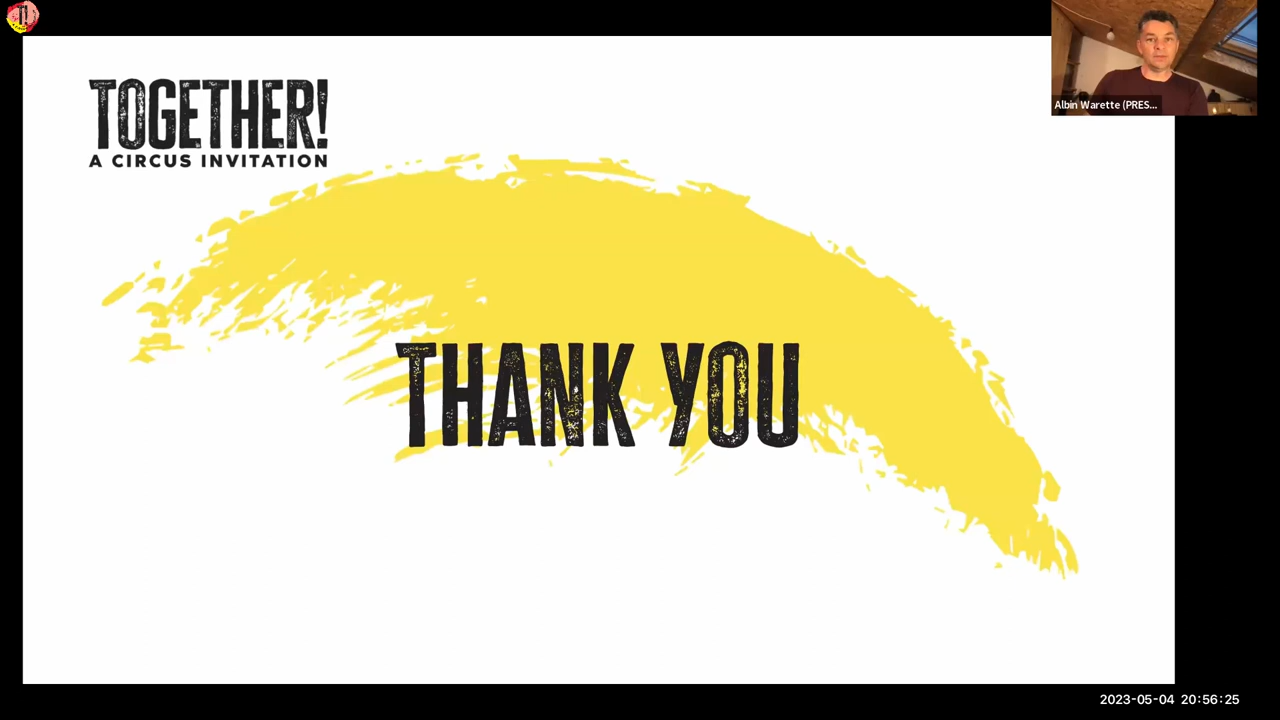 TOGETHER!
A CIRCUS INVITATION
Albin Warette (PRES...
THANK YOU
2023-05-04 20:56:25